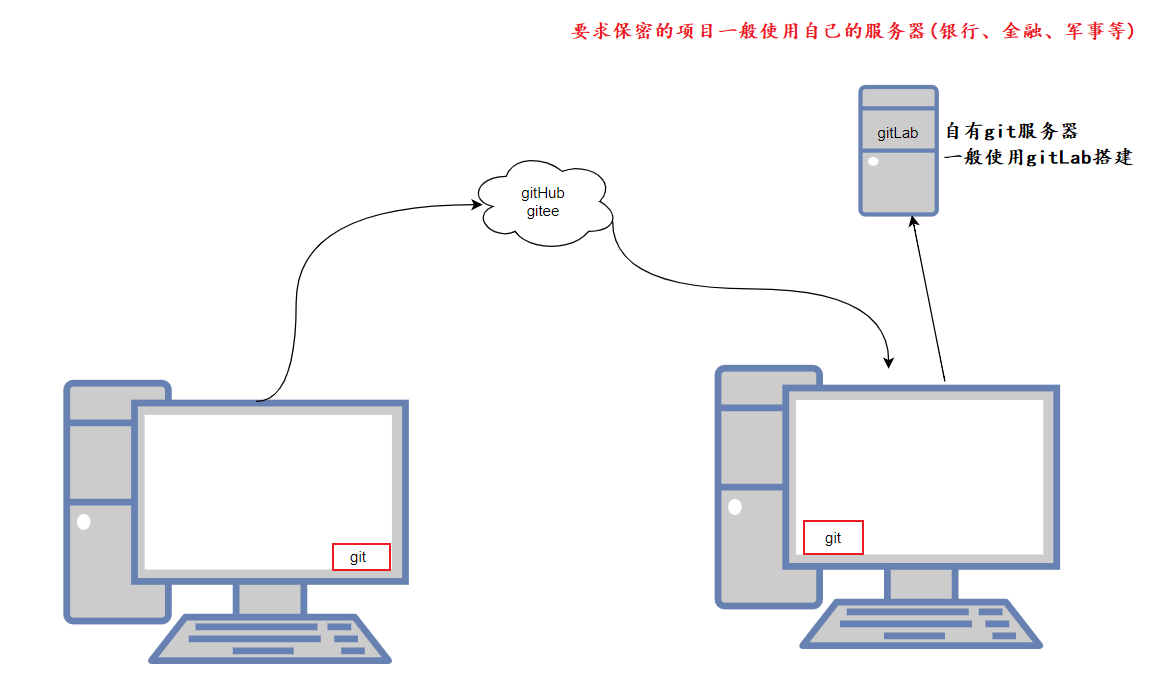 要求保密的项目一般使用自己的服务器(银行、金融、军事等)
gitLab
自有git服务器
一般使用gitLab搭建
gitHub
gitee
git
git